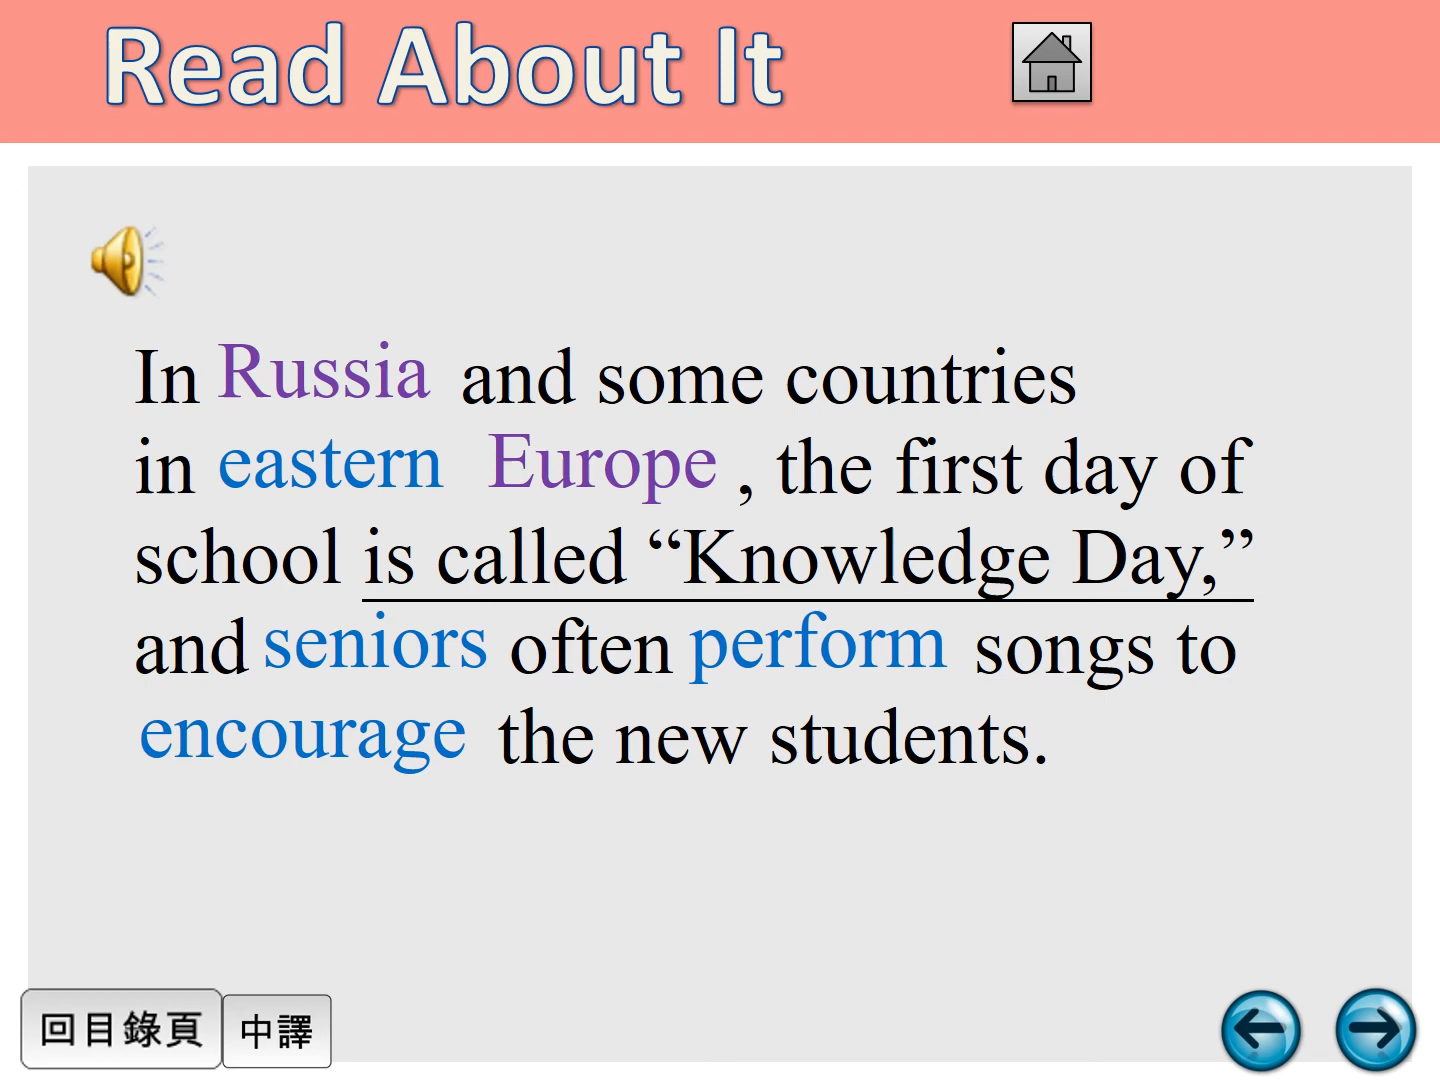 Read About It
In Russia and some countries
in eastern Europe , the first day of
school is called “Knowledge Day,”
and seniors often perform songs to
encourage the new students.
回目錄頁
中譯